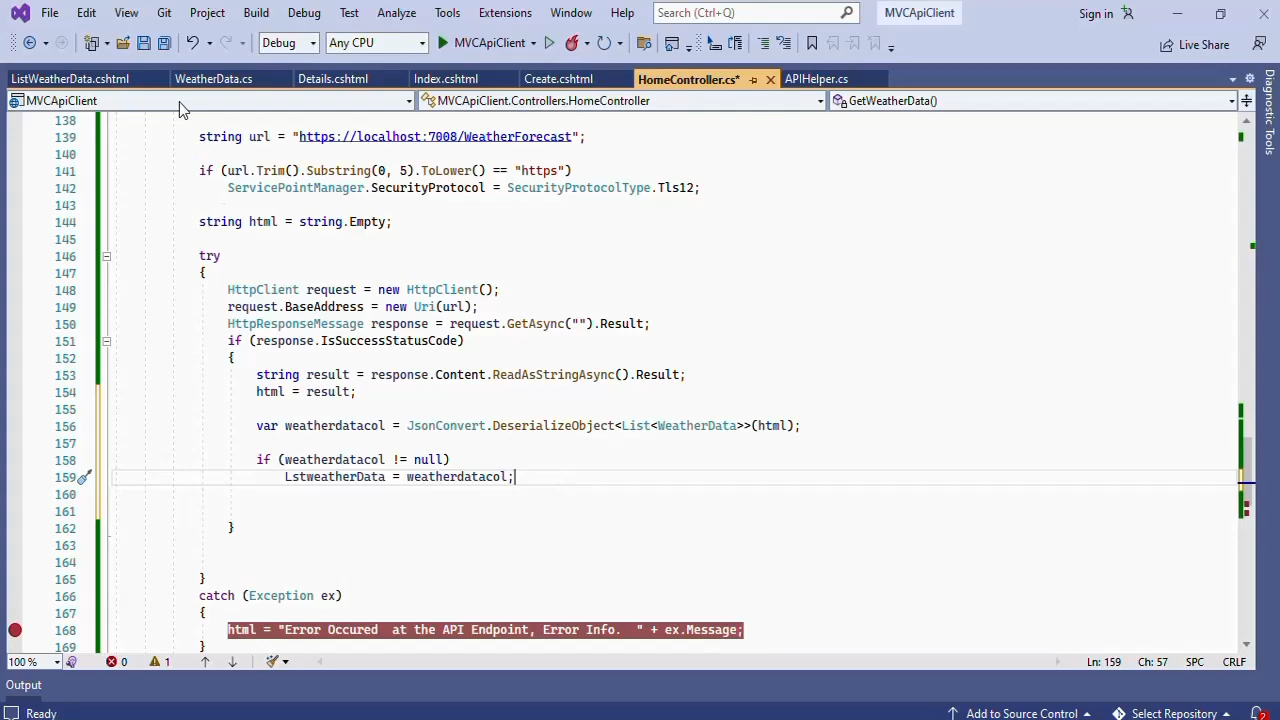 File Edit View Git Project Build Debug Test Analyze Tools Extensions Window Help Search (Ctrl+Q) MVCApiClient Sign in
Debug Any CPU MVCApiClient Live Share
ListWeatherData.cshtml WeatherData.cs Details.cshtml Index.cshtml Create.cshtml HomeController.cs* APIHelper.cs
MVCApiClient MVCApiClient.Controllers.HomeController GetWeatherData()
Diagnostic Tools
138
139 string url = "https://localhost:7008/WeatherForecast";
140
141 if (url.Trim().Substring(0, 5).ToLower() == "https")
142 ServicePointManager.SecurityProtocol = SecurityProtocolType.Tls12;
143
144 string html = string.Empty;
145
146 try
147 {
148 HttpClient request = new HttpClient();
149 request.BaseAddress = new Uri(url);
150 HttpResponseMessage response = request.GetAsync("").Result;
151 if (response.IsSuccessStatusCode)
152 {
153 string result = response.Content.ReadAsStringAsync().Result;
154 html = result;
155
156 var weatherdatacol = JsonConvert.DeserializeObject<List<WeatherData>>(html);
157
158 if (weatherdatacol != null)
159 LstweatherData = weatherdatacol;
160
161
162 }
163
164
165 }
166 catch (Exception ex)
167 {
168 html = "Error Occured  at the API Endpoint, Error Info.  " + ex.Message;
169 }
100 % 0 1 Ln: 159 Ch: 57 SPC CRLF
Output
Ready Add to Source Control Select Repository 2